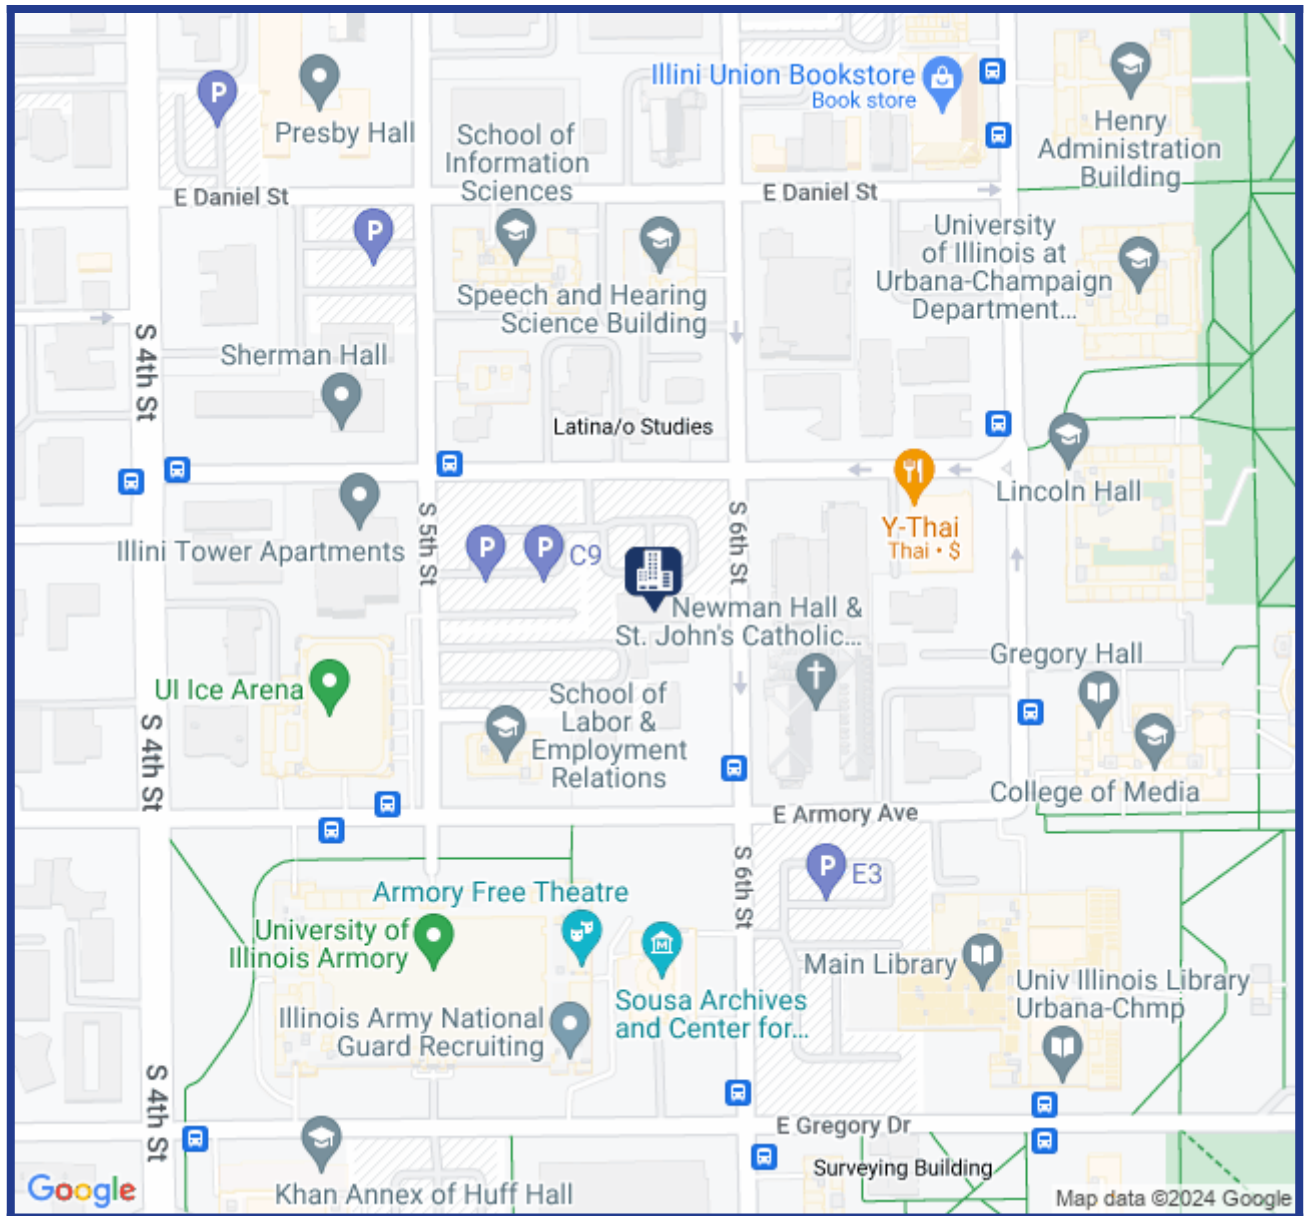 Illini Union Bookstore
Book store
P
Presby Hall
School of
Information
Sciences
Henry
Administration
Building
E Daniel St
E Daniel St
P
University
of Illinois at
Urbana-Champaign
Department...
Speech and Hearing
Science Building
S 4th St
Sherman Hall
Latina/o Studies
Lincoln Hall
Illini Tower Apartments
S 5th St
P
P
C9
S 6th St
Y-Thai
Thai • $
Newman Hall &
St. John's Catholic...
Gregory Hall
UI Ice Arena
School of
Labor &
Employment
Relations
S 4th St
College of Media
E Armory Ave
S 6th St
P
E3
Armory Free Theatre
University of
Illinois Armory
Main Library
Univ Illinois Library
Urbana-Chmp
M
Sousa Archives
and Center for...
Illinois Army National
Guard Recruiting
S 4th St
E Gregory Dr
Surveying Building
Khan Annex of Huff Hall
Google
Map data ©2024 Google